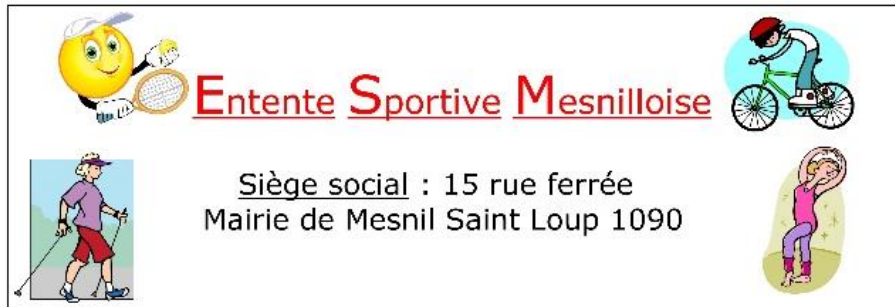 Entente Sportive Mesnilloise
Siège social : 15 rue ferrée
Mairie de Mesnil Saint Loup 1090